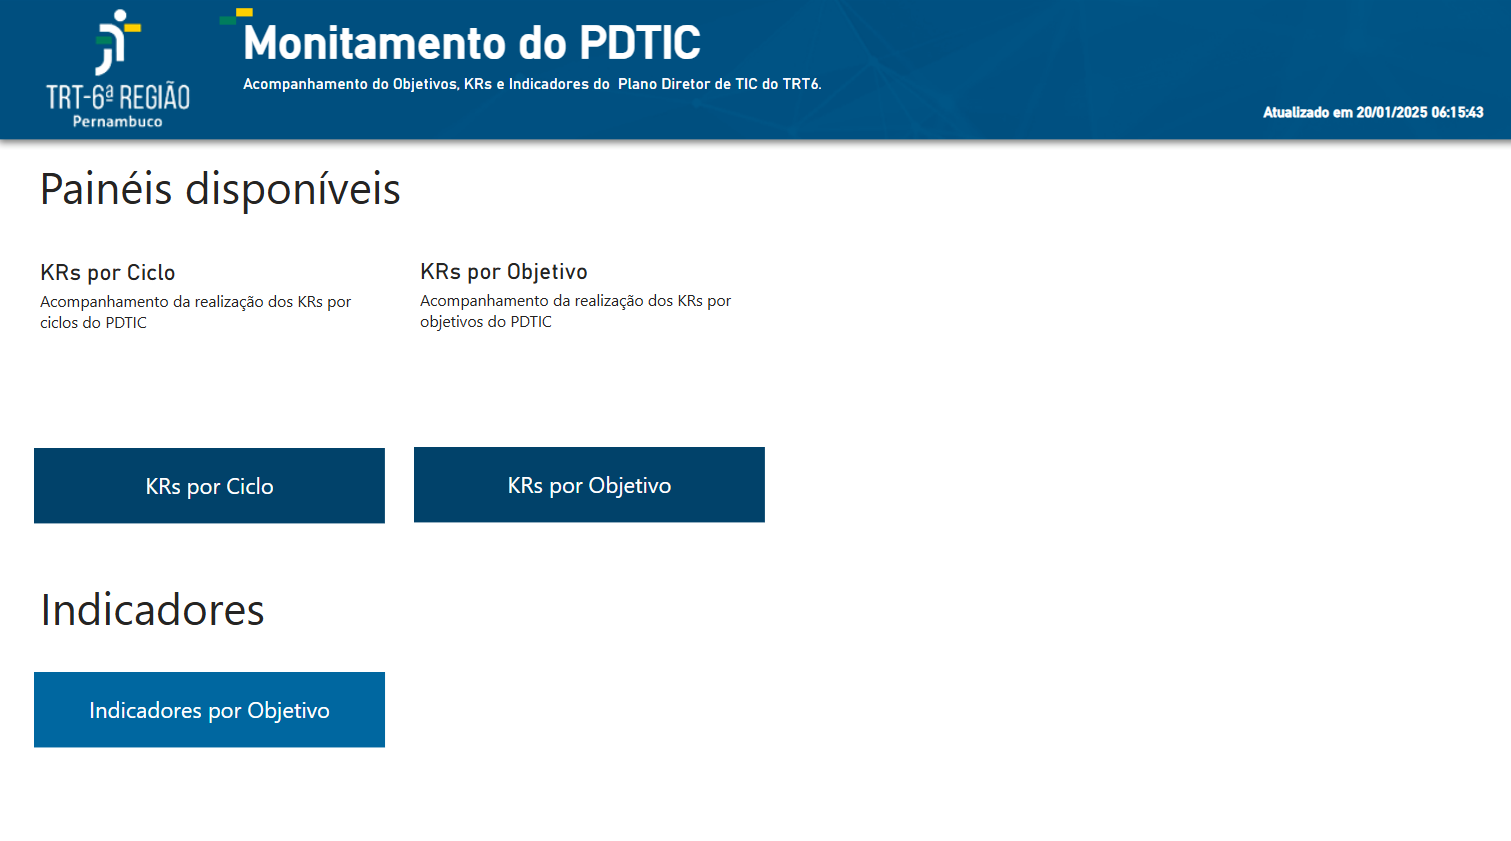 TRT-6ª REGIÃO
Pernambuco
Monitamento do PDTIC
Acompanhamento do Objetivos, KRs e Indicadores do  Plano Diretor de TIC do TRT6.
Atualizado em 20/01/2025 06:15:43
Painéis disponíveis
KRs por Ciclo
Acompanhamento da realização dos KRs por
ciclos do PDTIC
KRs por Objetivo
Acompanhamento da realização dos KRs por
objetivos do PDTIC
KRs por Ciclo
KRs por Objetivo
Indicadores
Indicadores por Objetivo